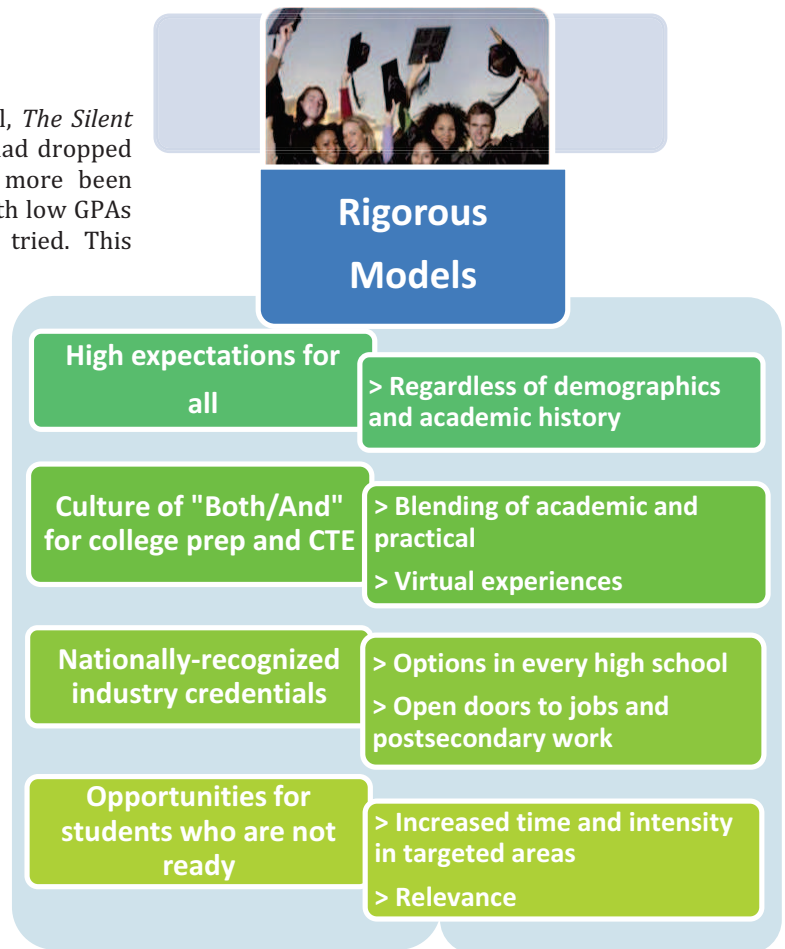 l, The Silent
ad dropped
more been
th low GPAs
tried. This
Rigorous
Models
High expectations for
all
> Regardless of demographics
and academic history
Culture of "Both/And"
for college prep and CTE
> Blending of academic and
practical
> Virtual experiences
Nationally-recognized
industry credentials
> Options in every high school
> Open doors to jobs and
postsecondary work
Opportunities for
students who are not
ready
> Increased time and intensity
in targeted areas
> Relevance